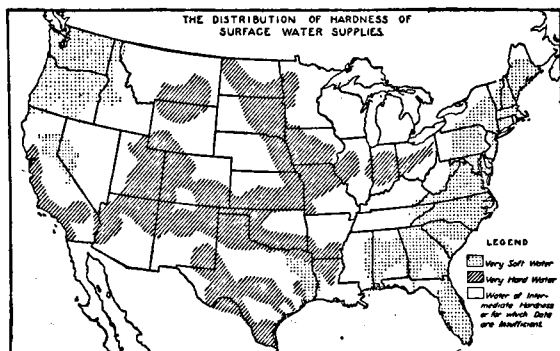 THE DISTRIBUTION OF HARDNESS OF
SURFACE WATER SUPPLIES.
LEGEND
Very Soft Water
Very Hard Water
Water of Inter-
mediate Hardness
or for which Data
are Insufficient.